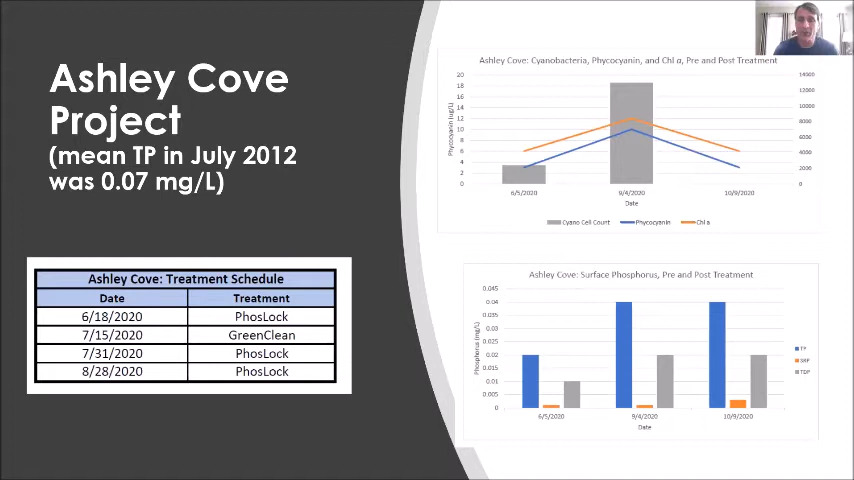 Ashley Cove
Project
(mean TP in July 2012
was 0.07 mg/L)
Ashley Cove: Treatment Schedule
Date Treatment
6/18/2020 PhosLock
7/15/2020 GreenClean
7/31/2020 PhosLock
8/28/2020 PhosLock
Ashley Cove: Cyanobacteria, Phycocyanin, and Chl a, Pre and Post Treatment
Phycocyanin (ug/L)
20
18
16
14
12
10
8
6
4
2
0
14000
12000
10000
8000
6000
4000
2000
0
6/5/2020 9/4/2020 10/9/2020
Date
Cyano Cell Count Phycocyanin Chl a
Ashley Cove: Surface Phosphorus, Pre and Post Treatment
Phosphorus (mg/L)
0.045
0.04
0.035
0.03
0.025
0.02
0.015
0.01
0.005
0
6/5/2020 9/4/2020 10/9/2020
Date
TP
SRP
TDP